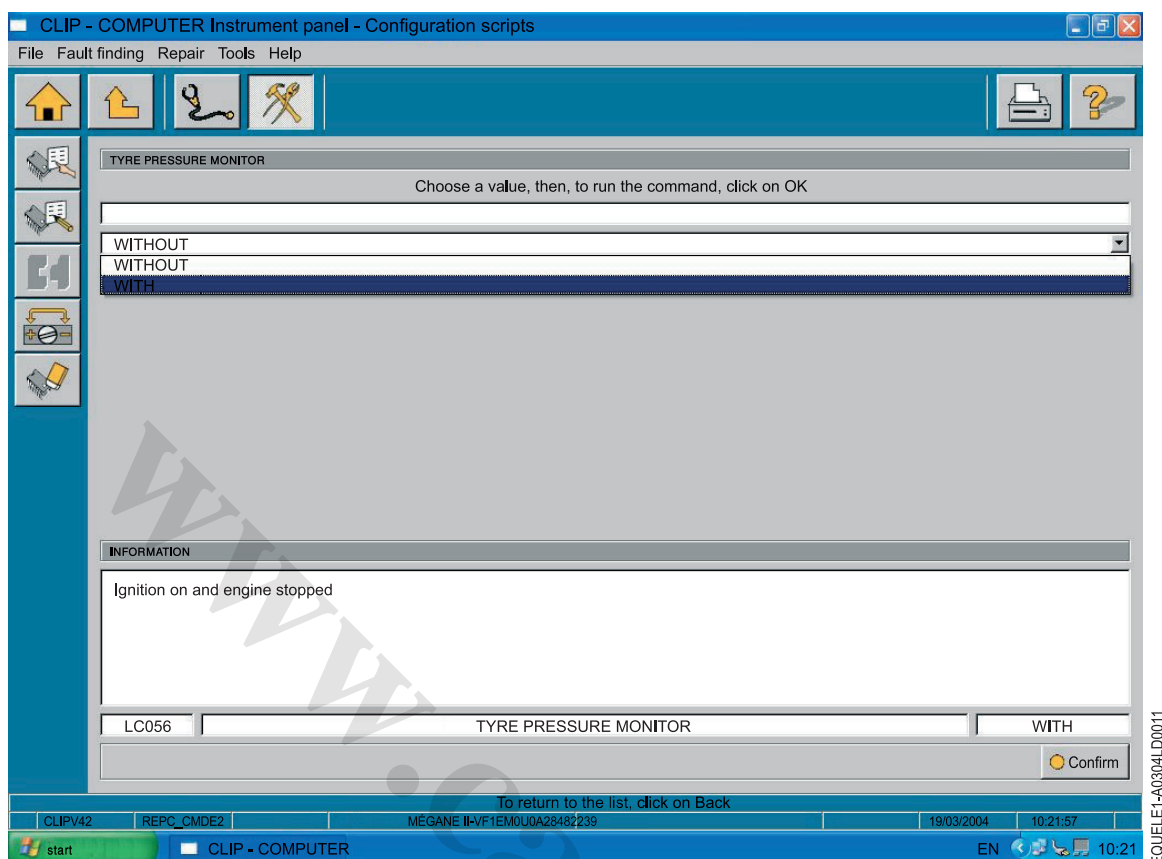 CLIP - COMPUTER Instrument panel - Configuration scripts
File Fault finding Repair Tools Help
TYRE PRESSURE MONITOR
Choose a value, then, to run the command, click on OK
WITHOUT
WITHOUT
WITH
INFORMATION
Ignition on and engine stopped
LC056 TYRE PRESSURE MONITOR WITH
Confirm
To return to the list, click on Back
CLIPV42 REPC_CMDE2 MÉGANE II-VF1EM0U0A28482239 19/03/2004 10:21:57
start CLIP - COMPUTER EN 10:21
www.c